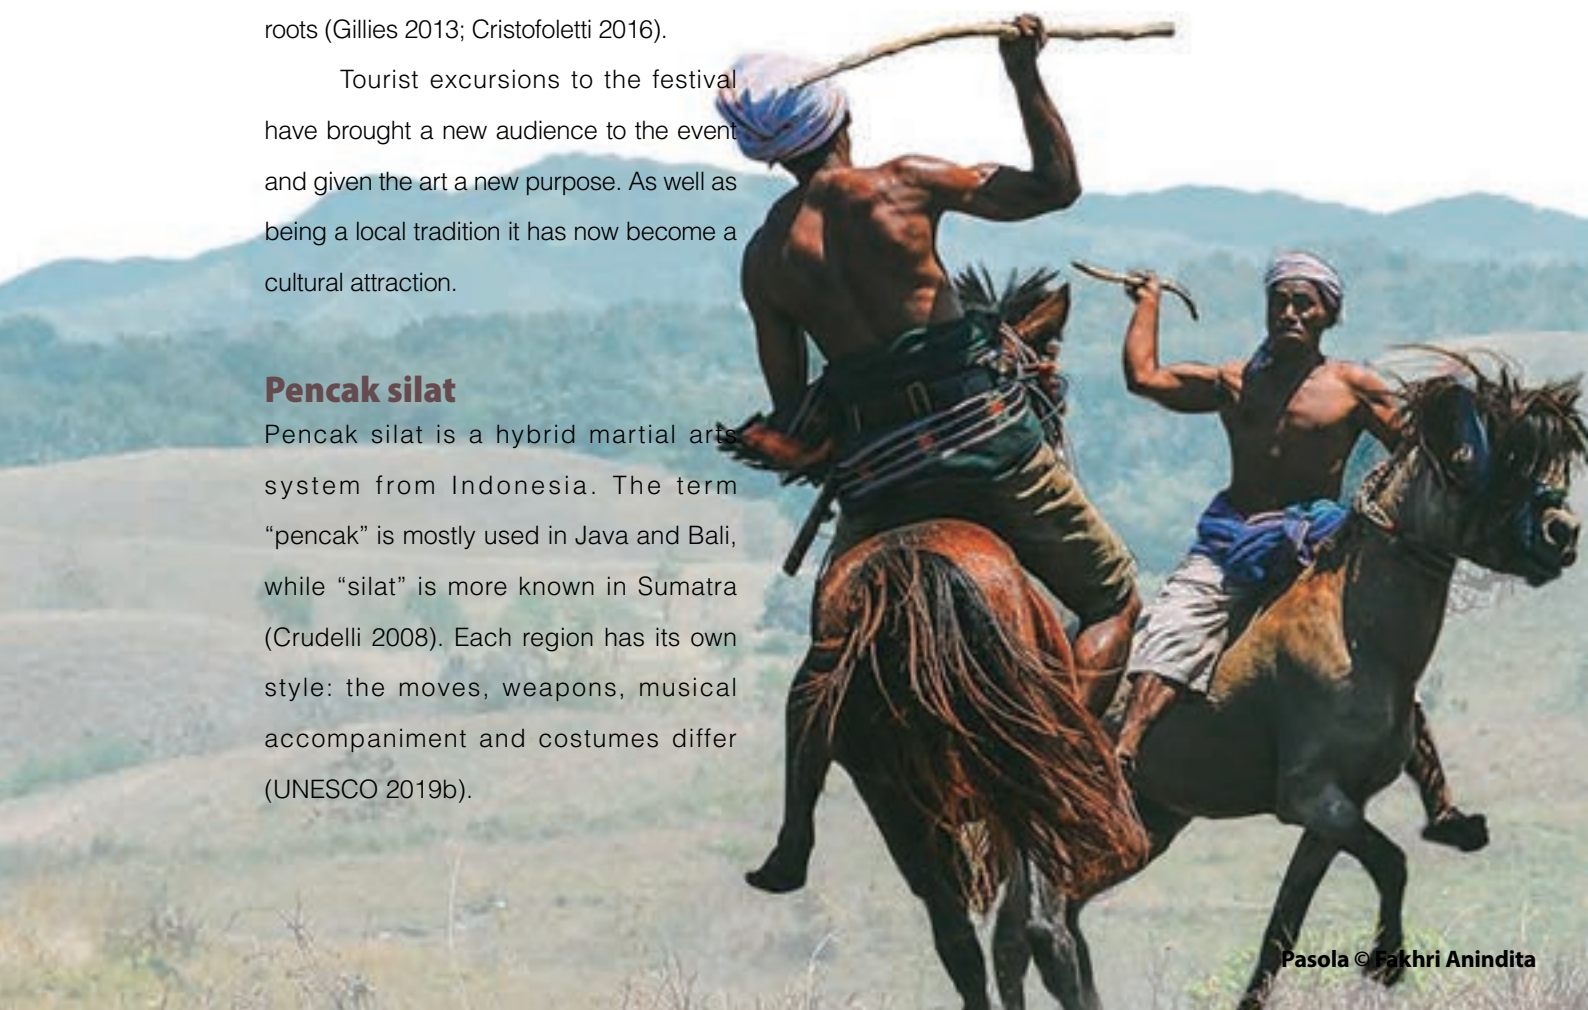 roots (Gillies 2013; Cristofoletti 2016).
Tourist excursions to the festival
have brought a new audience to the event
and given the art a new purpose. As well as
being a local tradition it has now become a
cultural attraction.
Pencak silat
Pencak silat is a hybrid martial arts
system from Indonesia. The term
“pencak” is mostly used in Java and Bali,
while “silat” is more known in Sumatra
(Crudelli 2008). Each region has its own
style: the moves, weapons, musical
accompaniment and costumes differ
(UNESCO 2019b).
Pasola © Fakhri Anindita